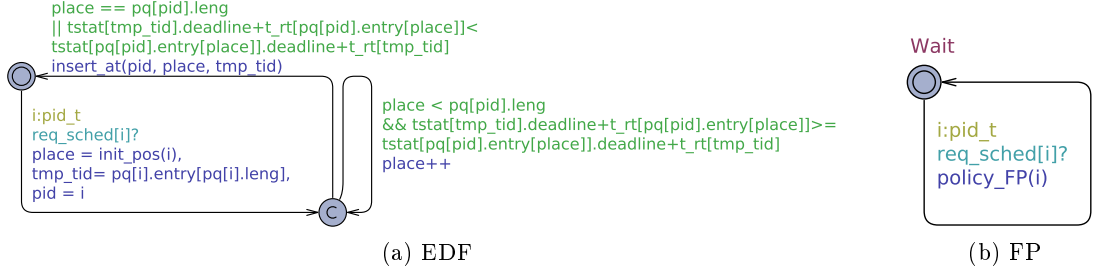 place == pq[pid].leng
|| tstat[tmp_tid].deadline+t_rt[pq[pid].entry[place]]<
tstat[pq[pid].entry[place]].deadline+t_rt[tmp_tid]
insert_at(pid, place, tmp_tid)
i:pid_t
req_sched[i]?
place = init_pos(i),
tmp_tid= pq[i].entry[pq[i].leng],
pid = i
C
place < pq[pid].leng
&& tstat[tmp_tid].deadline+t_rt[pq[pid].entry[place]]>=
tstat[pq[pid].entry[place]].deadline+t_rt[tmp_tid]
place++
(a) EDF
Wait
i:pid_t
req_sched[i]?
policy_FP(i)
(b) FP